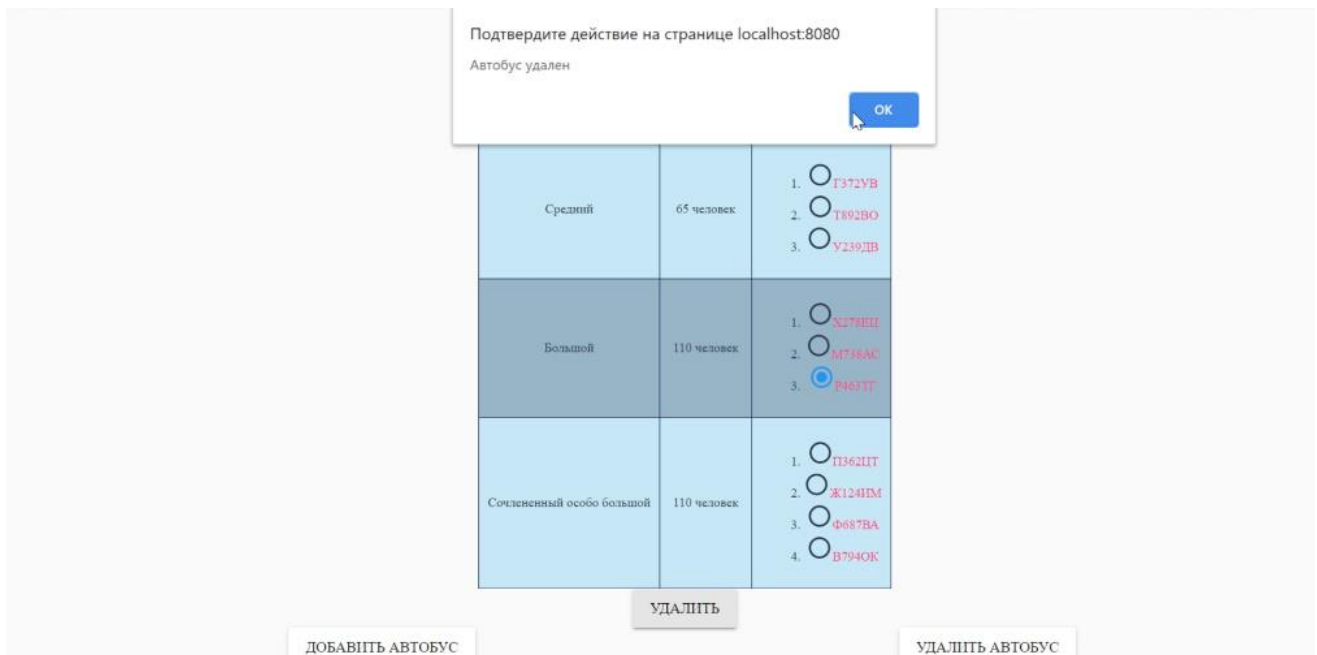 Подтвердите действие на странице localhost:8080
Автобус удален
ОК
Средний
65 человек
1. Г372УВ
2. Т892ВО
3. У239ДВ
Большой
110 человек
1. Х278ЕЦ
2. М738АС
3. Р463ТГ
Сочлененный особо большой
110 человек
1. П362ЦТ
2. Ж124ИМ
3. Ф687ВА
4. В794ОК
УДАЛИТЬ
ДОБАВИТЬ АВТОБУС
УДАЛИТЬ АВТОБУС